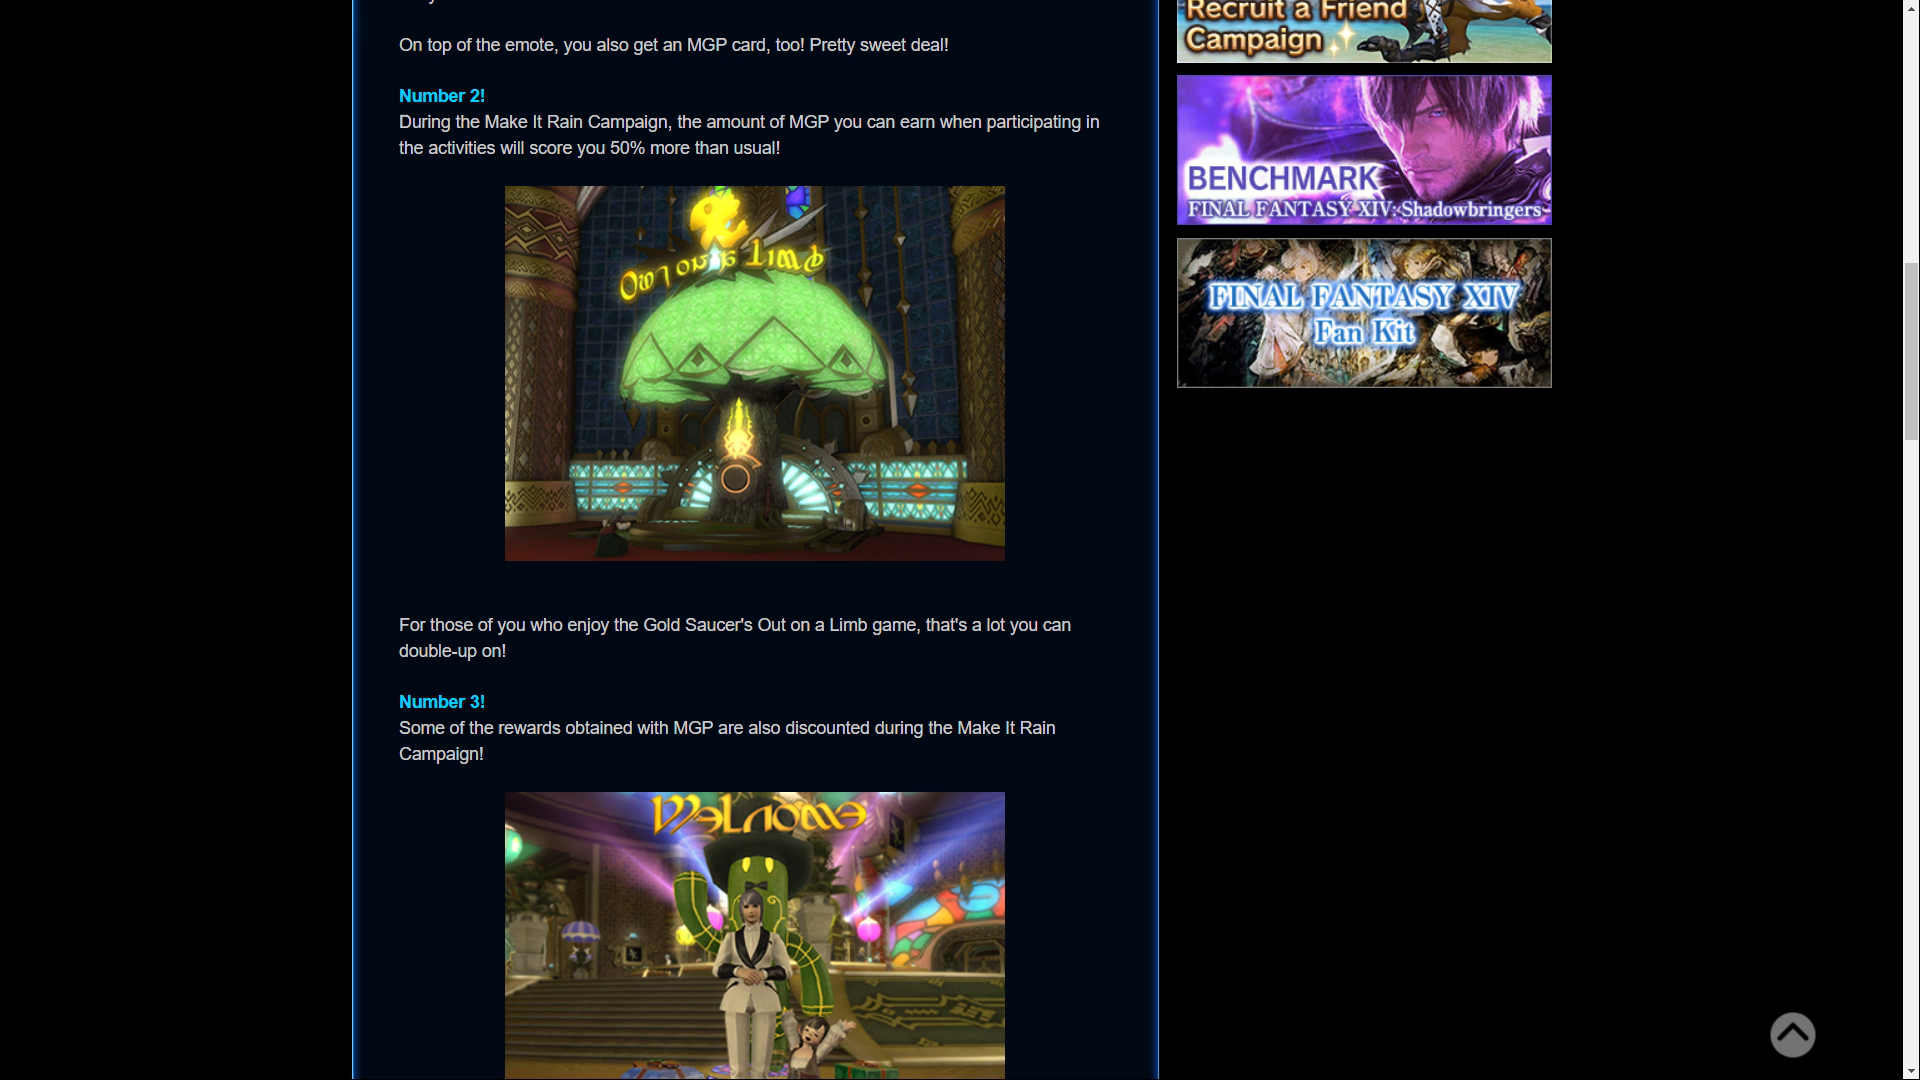 On top of the emote, you also get an MGP card, too! Pretty sweet deal!
Number 2!
During the Make It Rain Campaign, the amount of MGP you can earn when participating in
the activities will score you 50% more than usual!
For those of you who enjoy the Gold Saucer's Out on a Limb game, that's a lot you can
double-up on!
Number 3!
Some of the rewards obtained with MGP are also discounted during the Make It Rain
Campaign!
Recruit a Friend
Campaign
BENCHMARK
FINAL FANTASY XIV: Shadowbringers
FINAL FANTASY XIV
Fan Kit